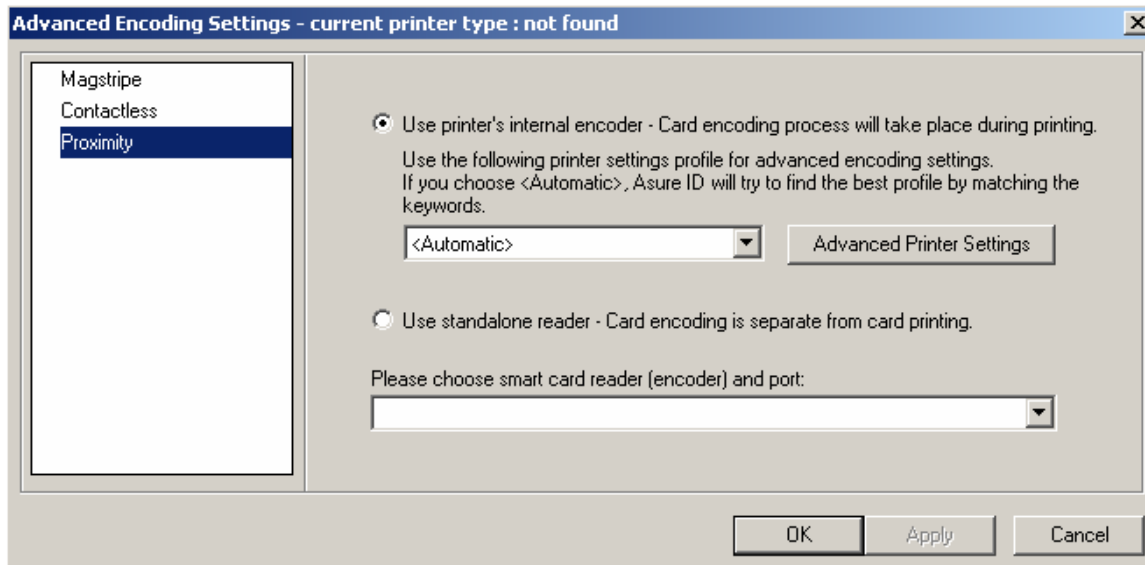 Advanced Encoding Settings - current printer type : not found
Magstripe
Contactless
Proximity
Use printer's internal encoder - Card encoding process will take place during printing.
Use the following printer settings profile for advanced encoding settings.
If you choose <Automatic>, Asure ID will try to find the best profile by matching the
keywords.
<Automatic>
Advanced Printer Settings
Use standalone reader - Card encoding is separate from card printing.
Please choose smart card reader (encoder) and port:
OK
Apply
Cancel